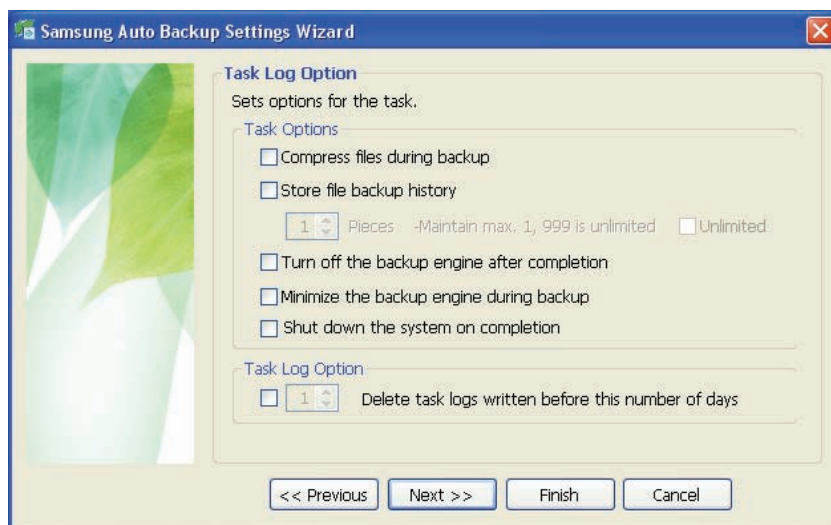 Samsung Auto Backup Settings Wizard
Task Log Option
Sets options for the task.
Task Options
Compress files during backup
Store file backup history
1 Pieces -Maintain max. 1, 999 is unlimited Unlimited
Turn off the backup engine after completion
Minimize the backup engine during backup
Shut down the system on completion
Task Log Option
1 Delete task logs written before this number of days
<< Previous Next >> Finish Cancel